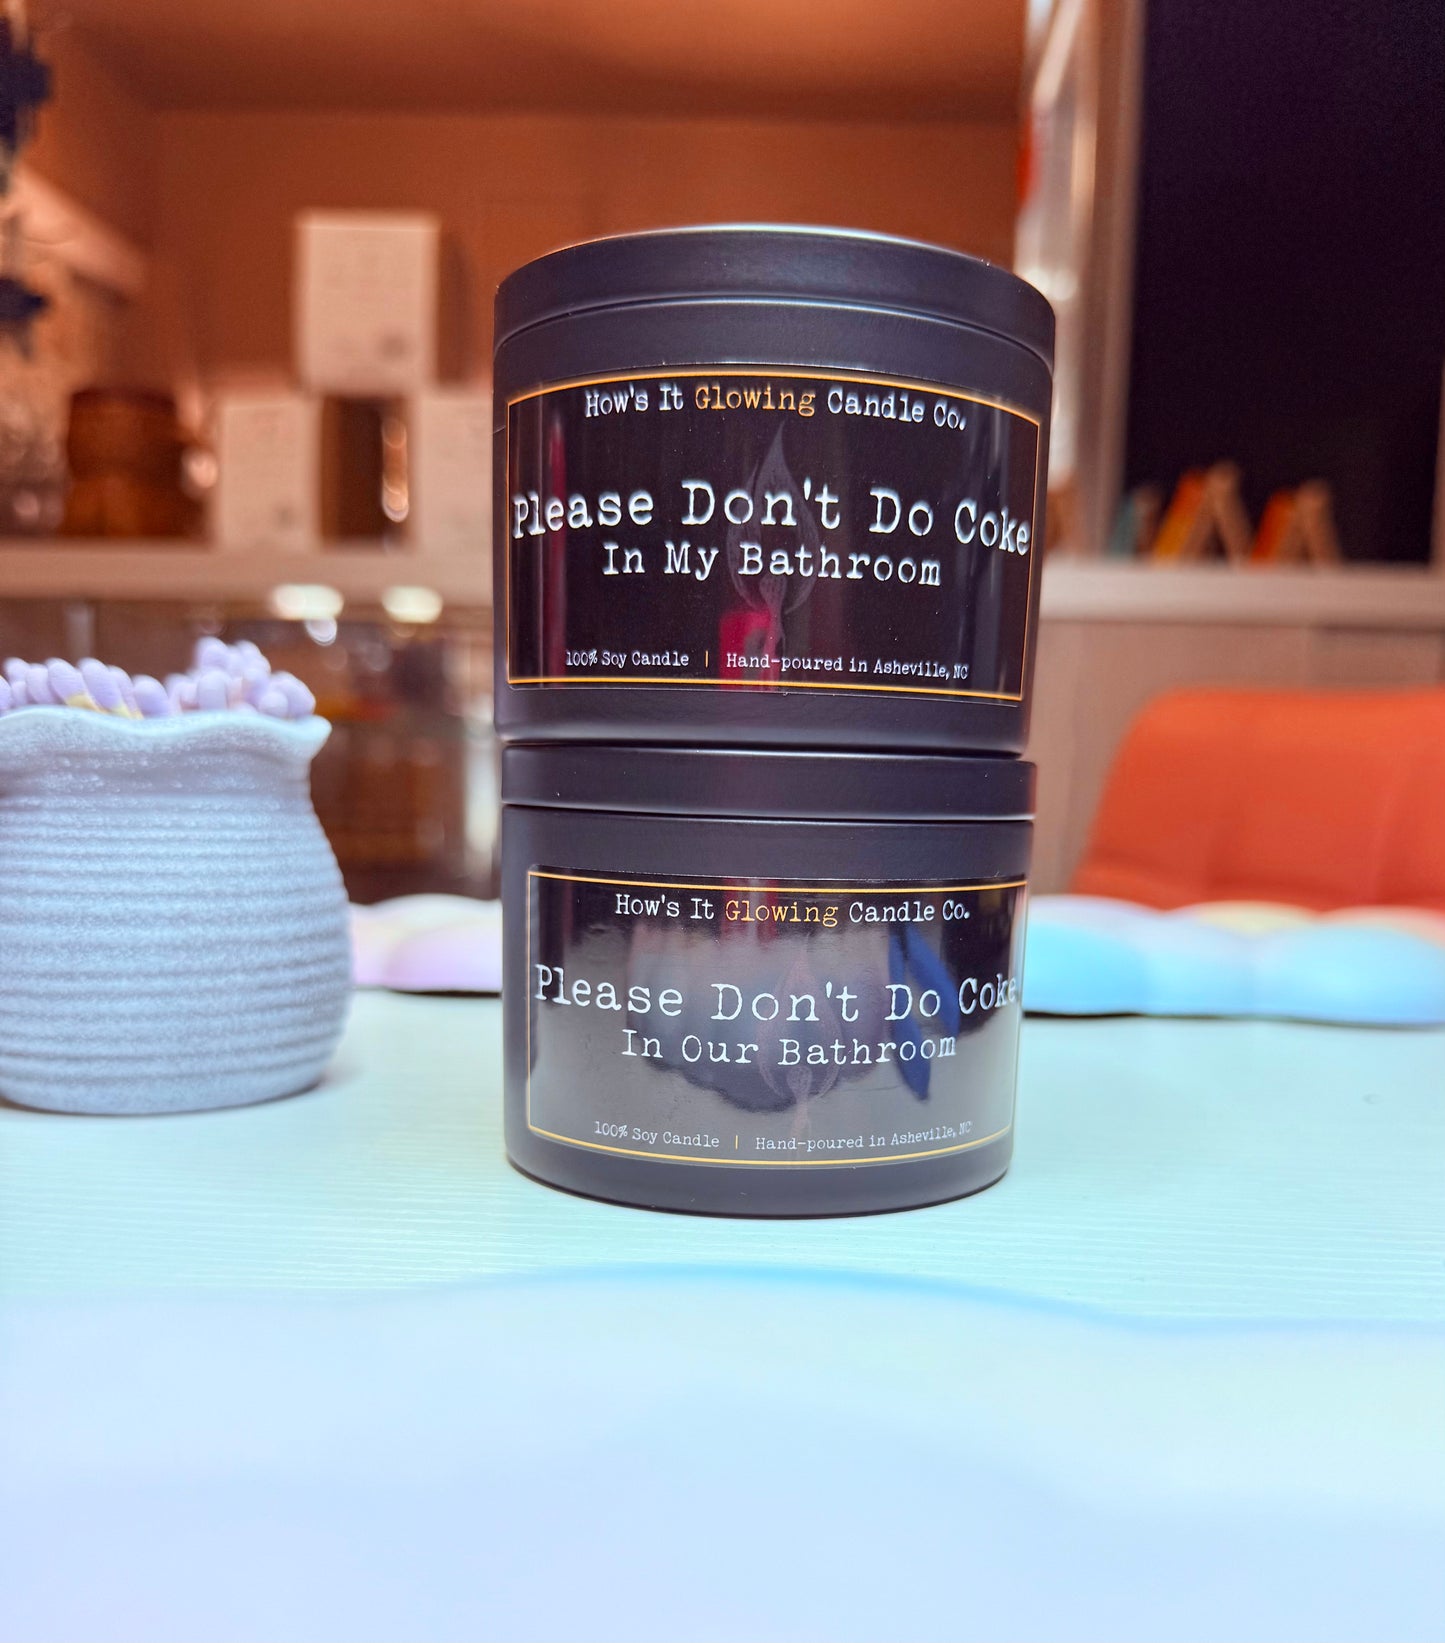 How's It Glowing Candle Co.
Please Don't Do Coke
In My Bathroom
100% Soy Candle | Hand-poured in Asheville, NC
How's It Glowing Candle Co.
Please Don't Do Coke
In Our Bathroom
100% Soy Candle | Hand-poured in Asheville, NC